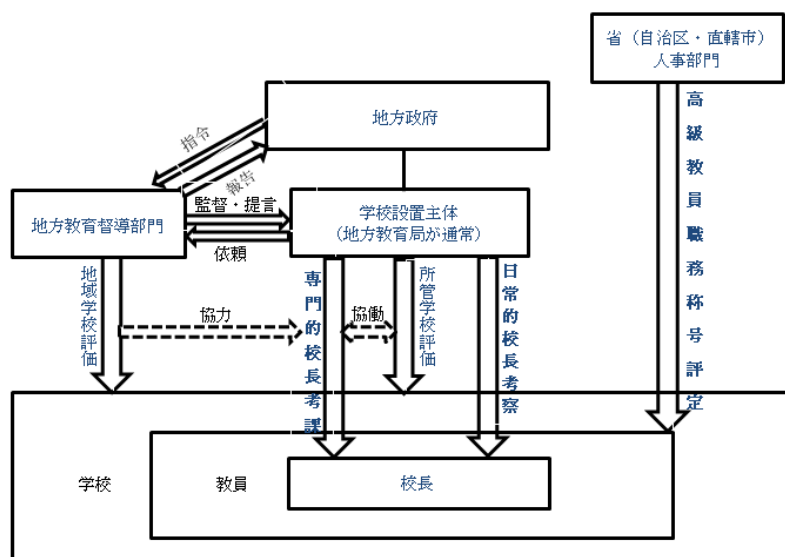 省（自治区・直轄市）
人事部門
地方政府
指令
報告
高級教員職務称号評定
地方教育督導部門
監督・提言
依頼
学校設置主体
（地方教育局が通常）
地域学校評価
協力
専門的校長考課
協働
所管学校評価
日常的校長考察
学校
教員
校長